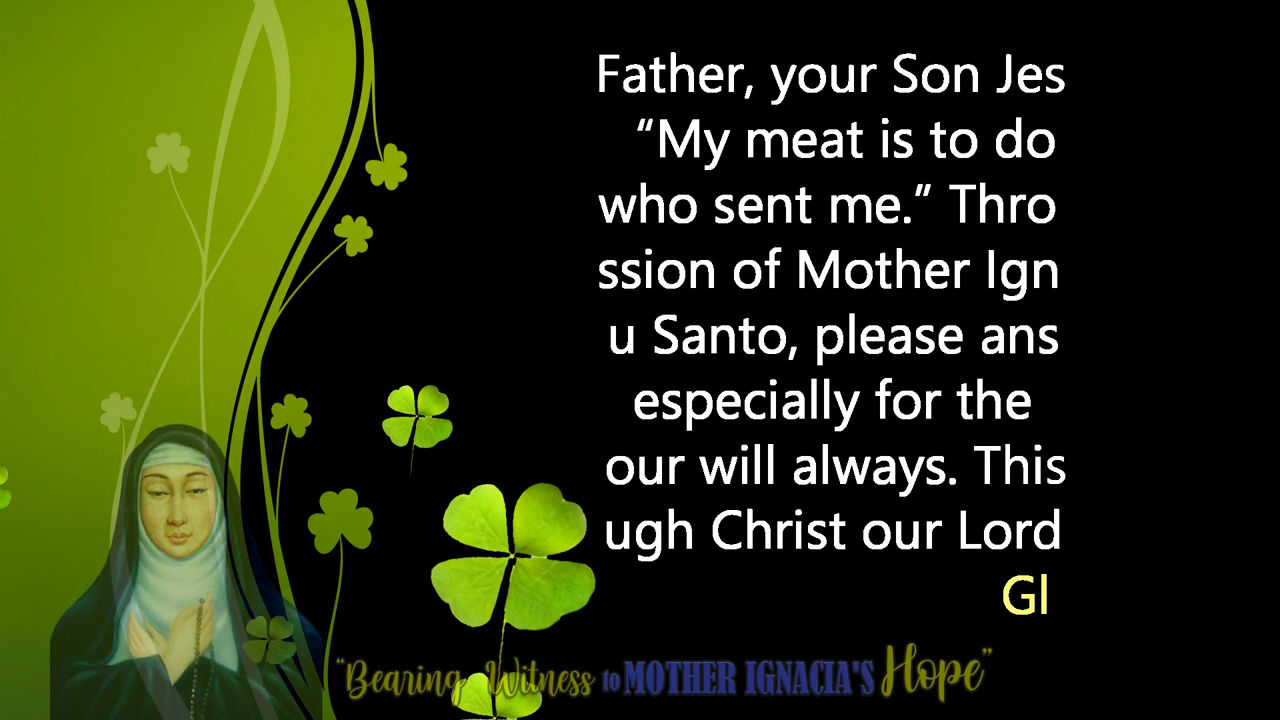 Father, your Son Jes
“My meat is to do
who sent me.” Thro
ssion of Mother Ign
u Santo, please ans
especially for the
our will always. This
ugh Christ our Lord
Gl
“Bearing Witness to MOTHER IGNACIA'S Hope”